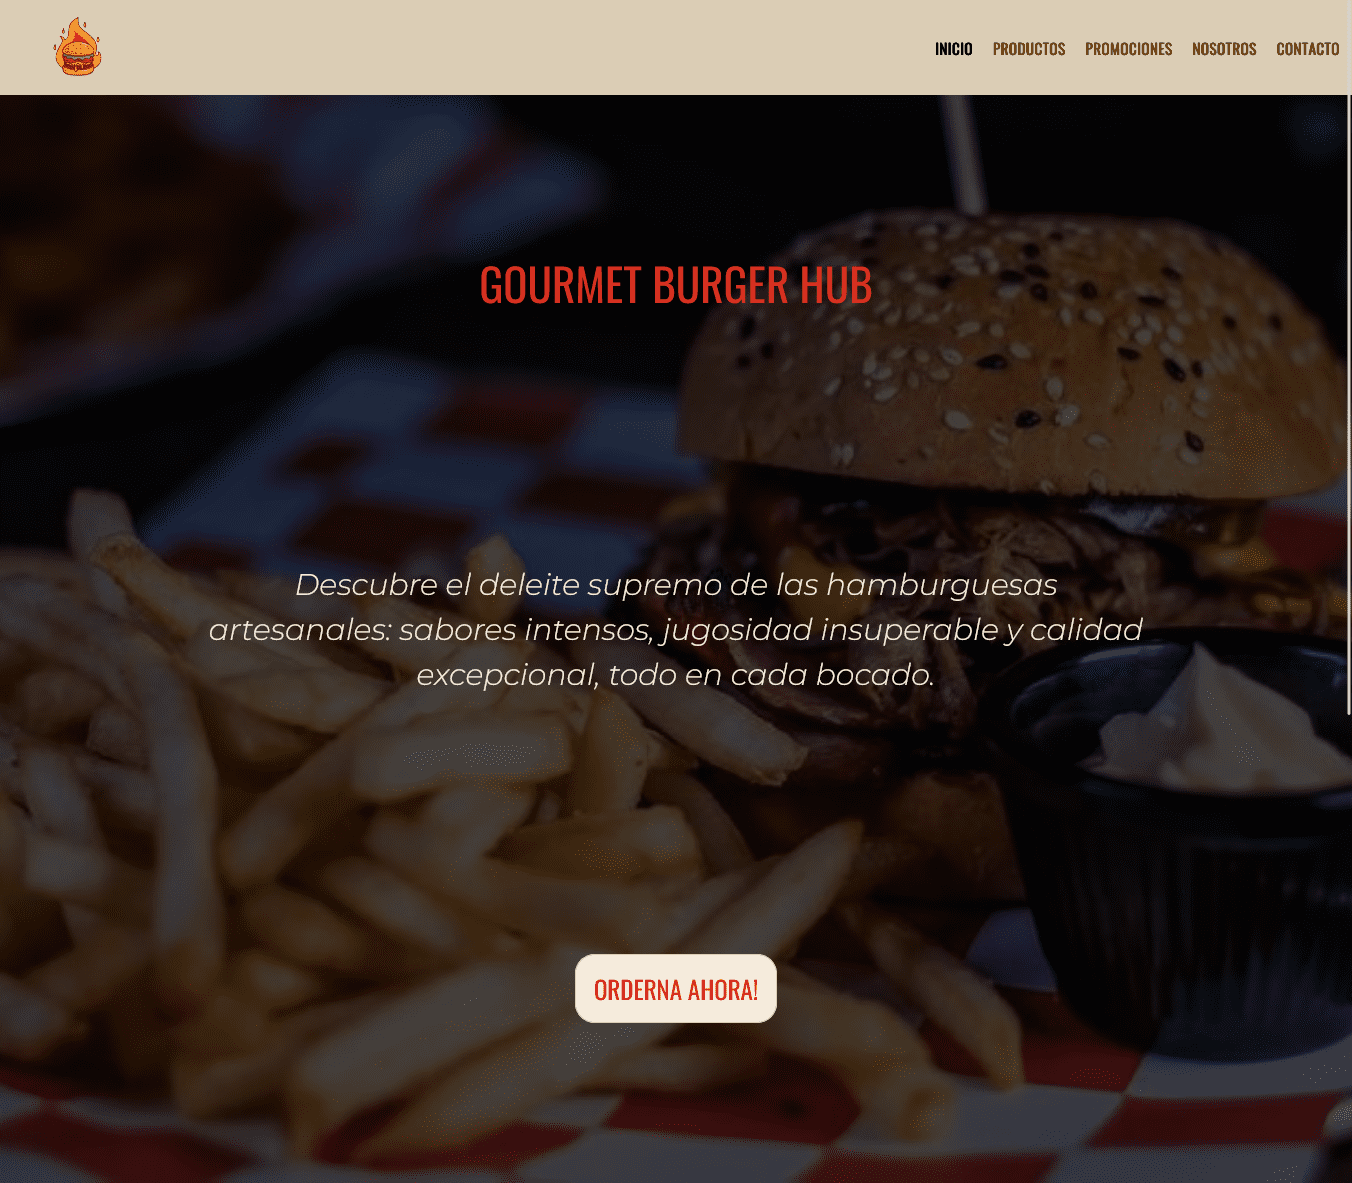 INICIO PRODUCTOS PROMOCIONES NOSOTROS CONTACTO
GOURMET BURGER HUB
Descubre el deleite supremo de las hamburguesas
artesanales: sabores intensos, jugosidad insuperable y calidad
excepcional, todo en cada bocado.
ORDERNA AHORA!